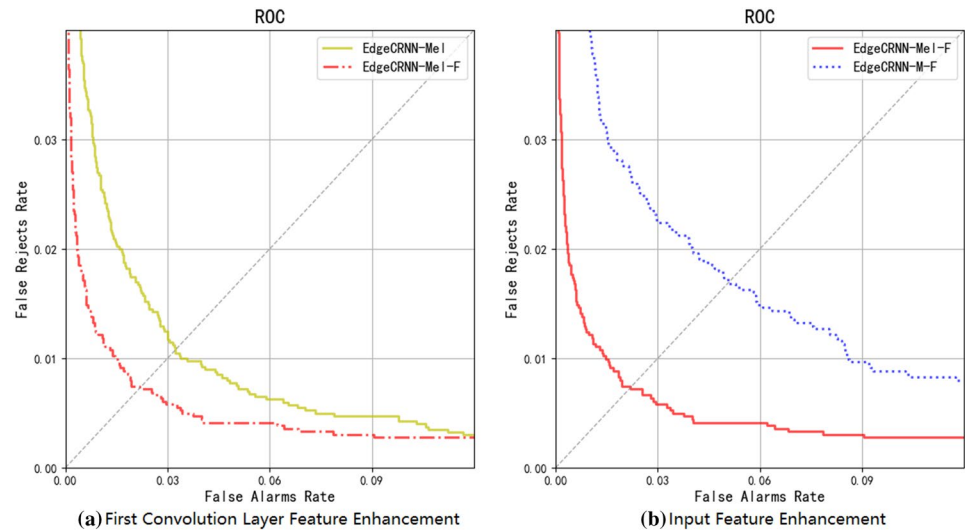 ROC
EdgeCRNN-Mel
EdgeCRNN-Mel-F
False Rejects Rate
0.03
0.02
0.01
0.00
0.00 0.03 0.06 0.09
False Alarms Rate
(a) First Convolution Layer Feature Enhancement
ROC
EdgeCRNN-Mel-F
EdgeCRNN-M-F
False Rejects Rate
0.03
0.02
0.01
0.00
0.00 0.03 0.06 0.09
False Alarms Rate
(b) Input Feature Enhancement